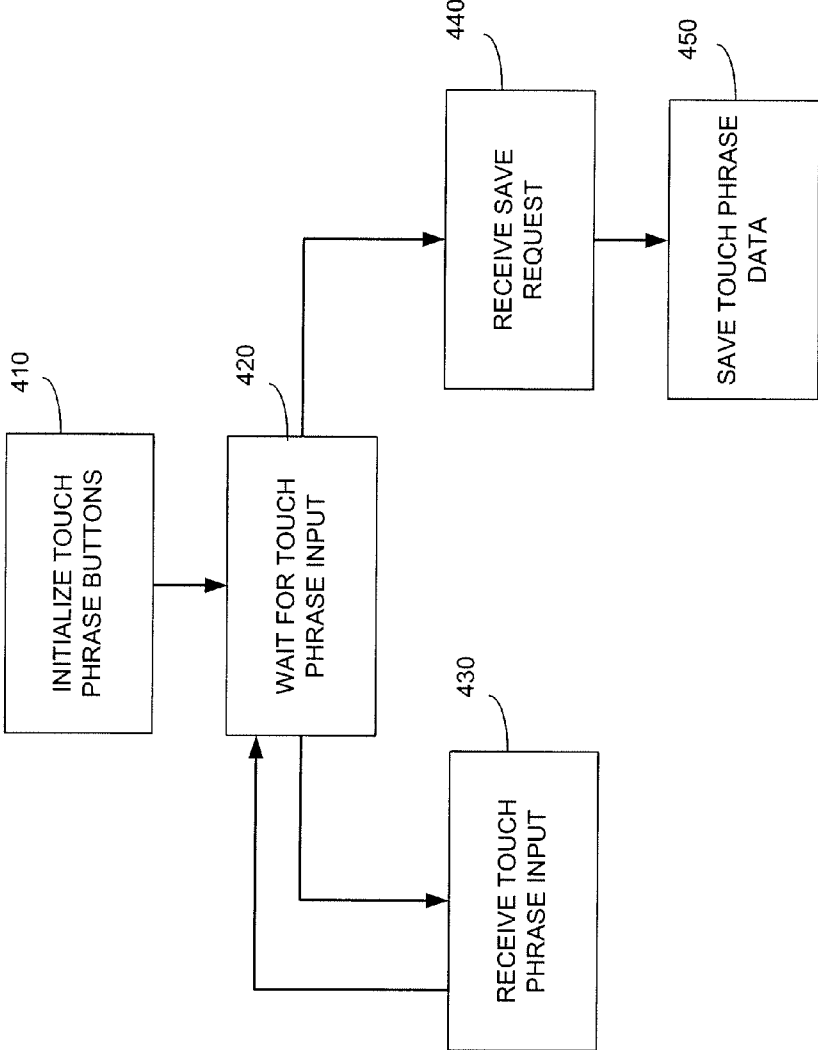 410
INITIALIZE TOUCH
PHRASE BUTTONS
420
WAIT FOR TOUCH
PHRASE INPUT
430
RECEIVE TOUCH
PHRASE INPUT
440
RECEIVE SAVE
REQUEST
450
SAVE TOUCH PHRASE
DATA